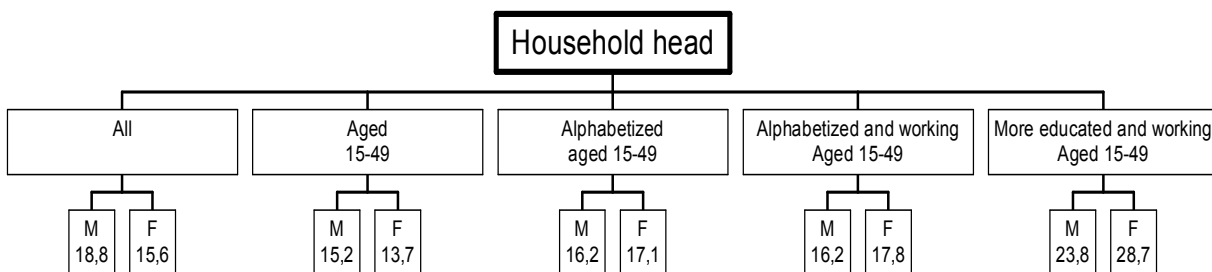 Household head
All
Aged
15-49
Alphabetized
aged 15-49
Alphabetized and working
Aged 15-49
More educated and working
Aged 15-49
M
18,8
F
15,6
M
15,2
F
13,7
M
16,2
F
17,1
M
16,2
F
17,8
M
23,8
F
28,7